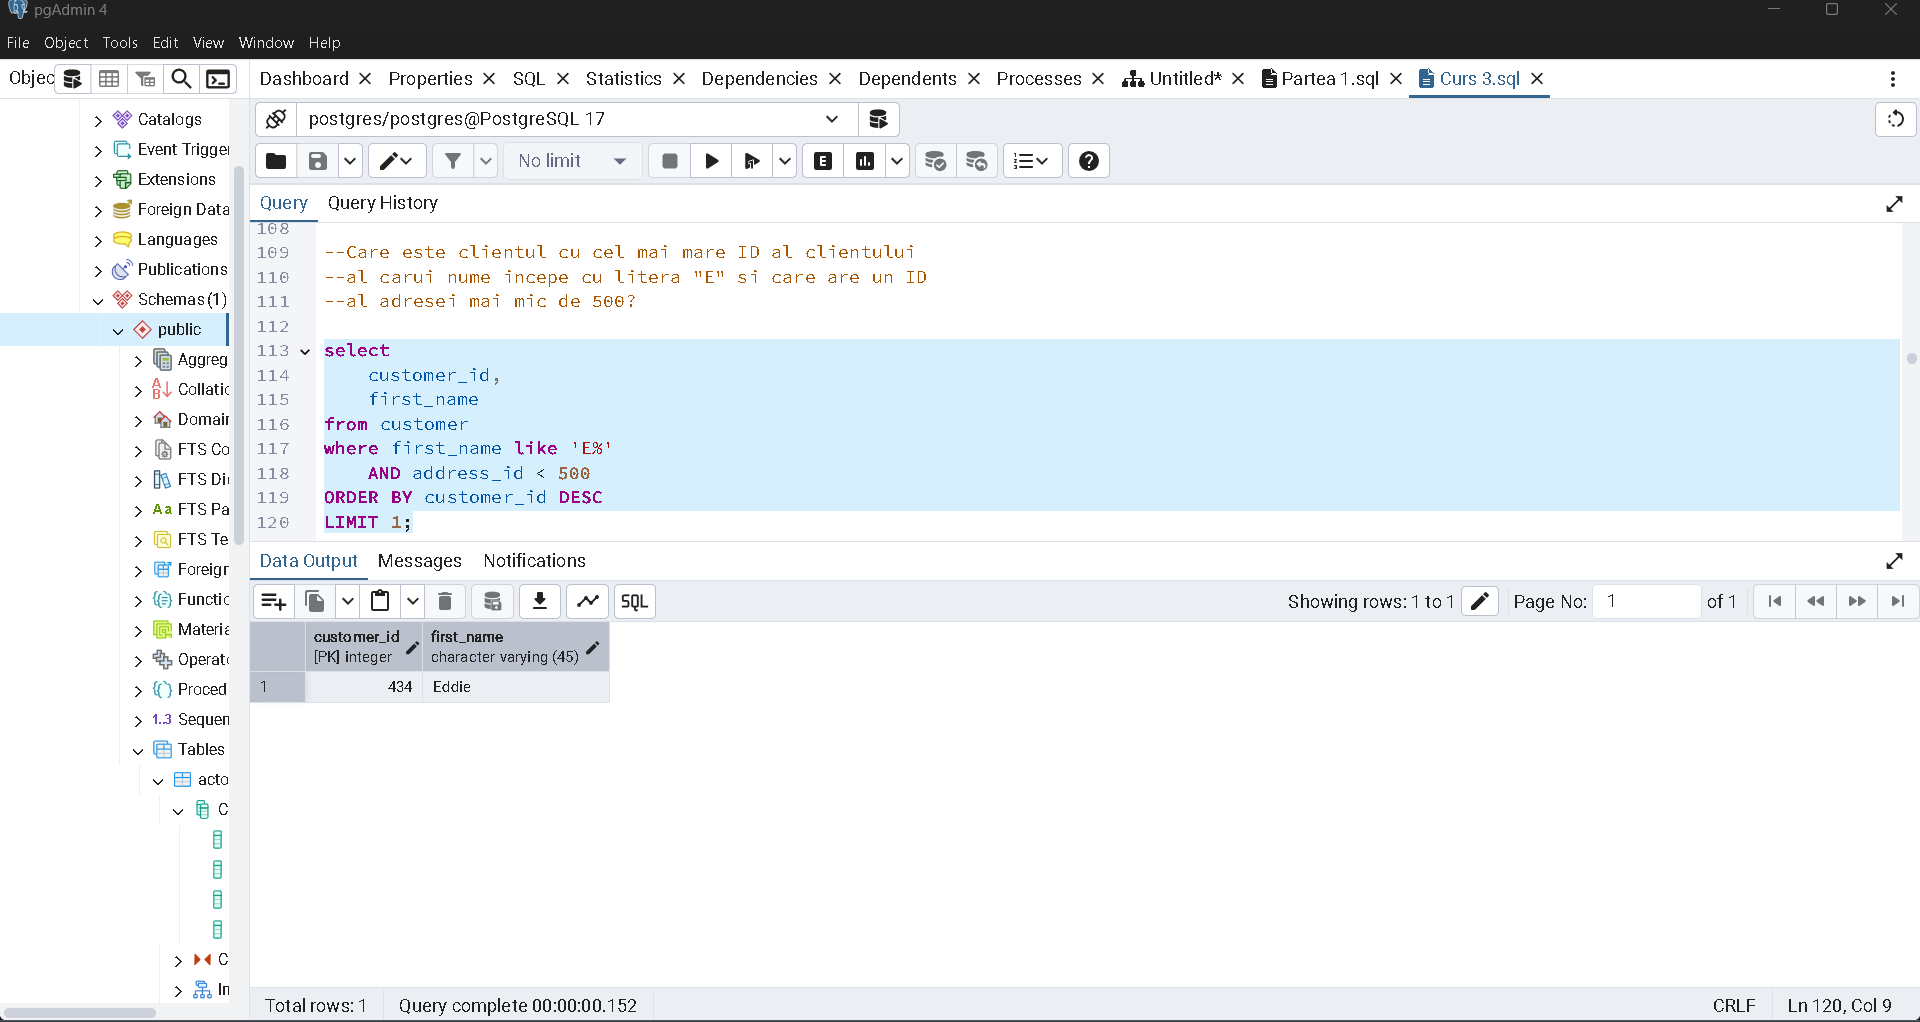 pgAdmin 4
File Object Tools Edit View Window Help
Objec
Dashboard Properties SQL Statistics Dependencies Dependents Processes Untitled* Partea 1.sql Curs 3.sql
postgres/postgres@PostgreSQL 17
No limit
Query Query History
Catalogs
Event Trigge
Extensions
Foreign Data
Languages
Publications
Schemas (1)
public
Aggreg
Collatio
Domain
FTS Co
FTS Di
FTS Pa
FTS Te
Foreign
Functio
Materia
Operat
Proced
1..3 Sequen
Tables
acto
C
C
In
108
109 --Care este clientul cu cel mai mare ID al clientului
110 --al carui nume incepe cu litera "E" si care are un ID
111 --al adresei mai mic de 500?
112
113 select
114 customer_id,
115 first_name
116 from customer
117 where first_name like 'E%'
118 AND address_id < 500
119 ORDER BY customer_id DESC
120 LIMIT 1;
Data Output Messages Notifications
SQL
Showing rows: 1 to 1 Page No: 1 of 1
customer_id first_name
[PK] integer character varying (45)
1 434 Eddie
Total rows: 1 Query complete 00:00:00.152 CRLF Ln 120, Col 9